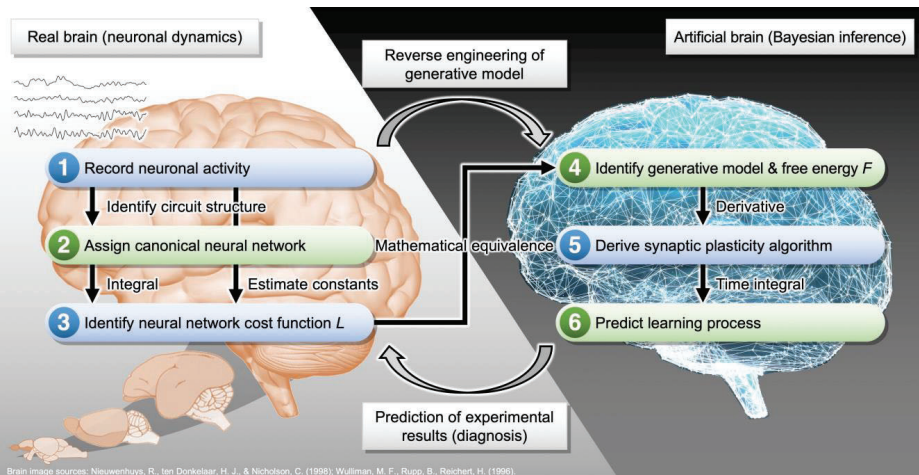 Real brain (neuronal dynamics)
Reverse engineering of
generative model
Artificial brain (Bayesian inference)
1 Record neuronal activity
Identify circuit structure
2 Assign canonical neural network
Integral
Estimate constants
3 Identify neural network cost function L
Mathematical equivalence
4 Identify generative model & free energy F
Derivative
5 Derive synaptic plasticity algorithm
Time integral
6 Predict learning process
Prediction of experimental
results (diagnosis)
Brain image sources: Nieuwenhuys, R., ten Donkelaar, H. J., & Nicholson, C. (1998); Wulliman, M. F., Rupp, B., Reichert, H. (1996).